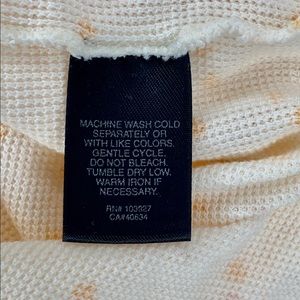 MACHINE WASH COLD
SEPARATELY OR
WITH LIKE COLORS.
GENTLE CYCLE.
DO NOT BLEACH.
TUMBLE DRY LOW.
WARM IRON IF
NECESSARY.
RN# 103027
CA#40634